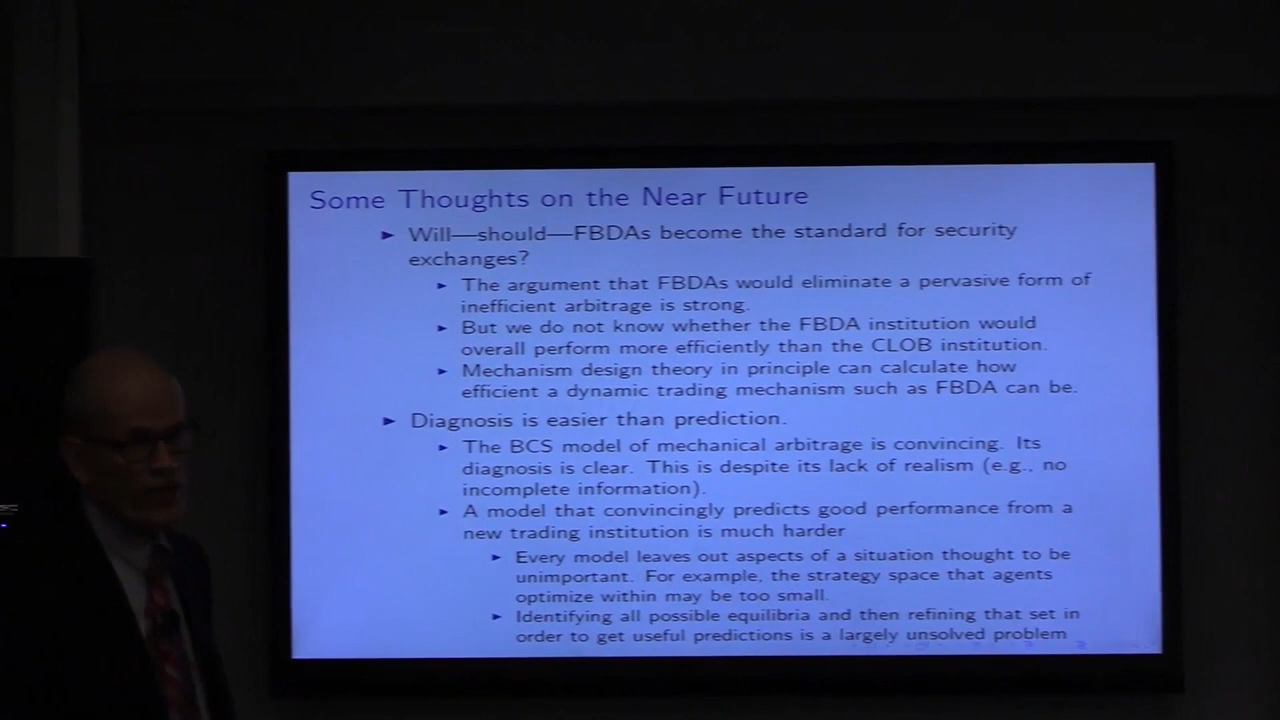 Some Thoughts on the Near Future
► Will—should—FBDAs become the standard for security
exchanges?
► The argument that FBDAs would eliminate a pervasive form of
inefficient arbitrage is strong.
► But we do not know whether the FBDA institution would
overall perform more efficiently than the CLOB institution.
► Mechanism design theory in principle can calculate how
efficient a dynamic trading mechanism such as FBDA can be.
► Diagnosis is easier than prediction.
► The BCS model of mechanical arbitrage is convincing. Its
diagnosis is clear. This is despite its lack of realism (e.g., no
incomplete information).
► A model that convincingly predicts good performance from a
new trading institution is much harder
► Every model leaves out aspects of a situation thought to be
unimportant. For example, the strategy space that agents
optimize within may be too small.
► Identifying all possible equilibria and then refining that set in
order to get useful predictions is a largely unsolved problem